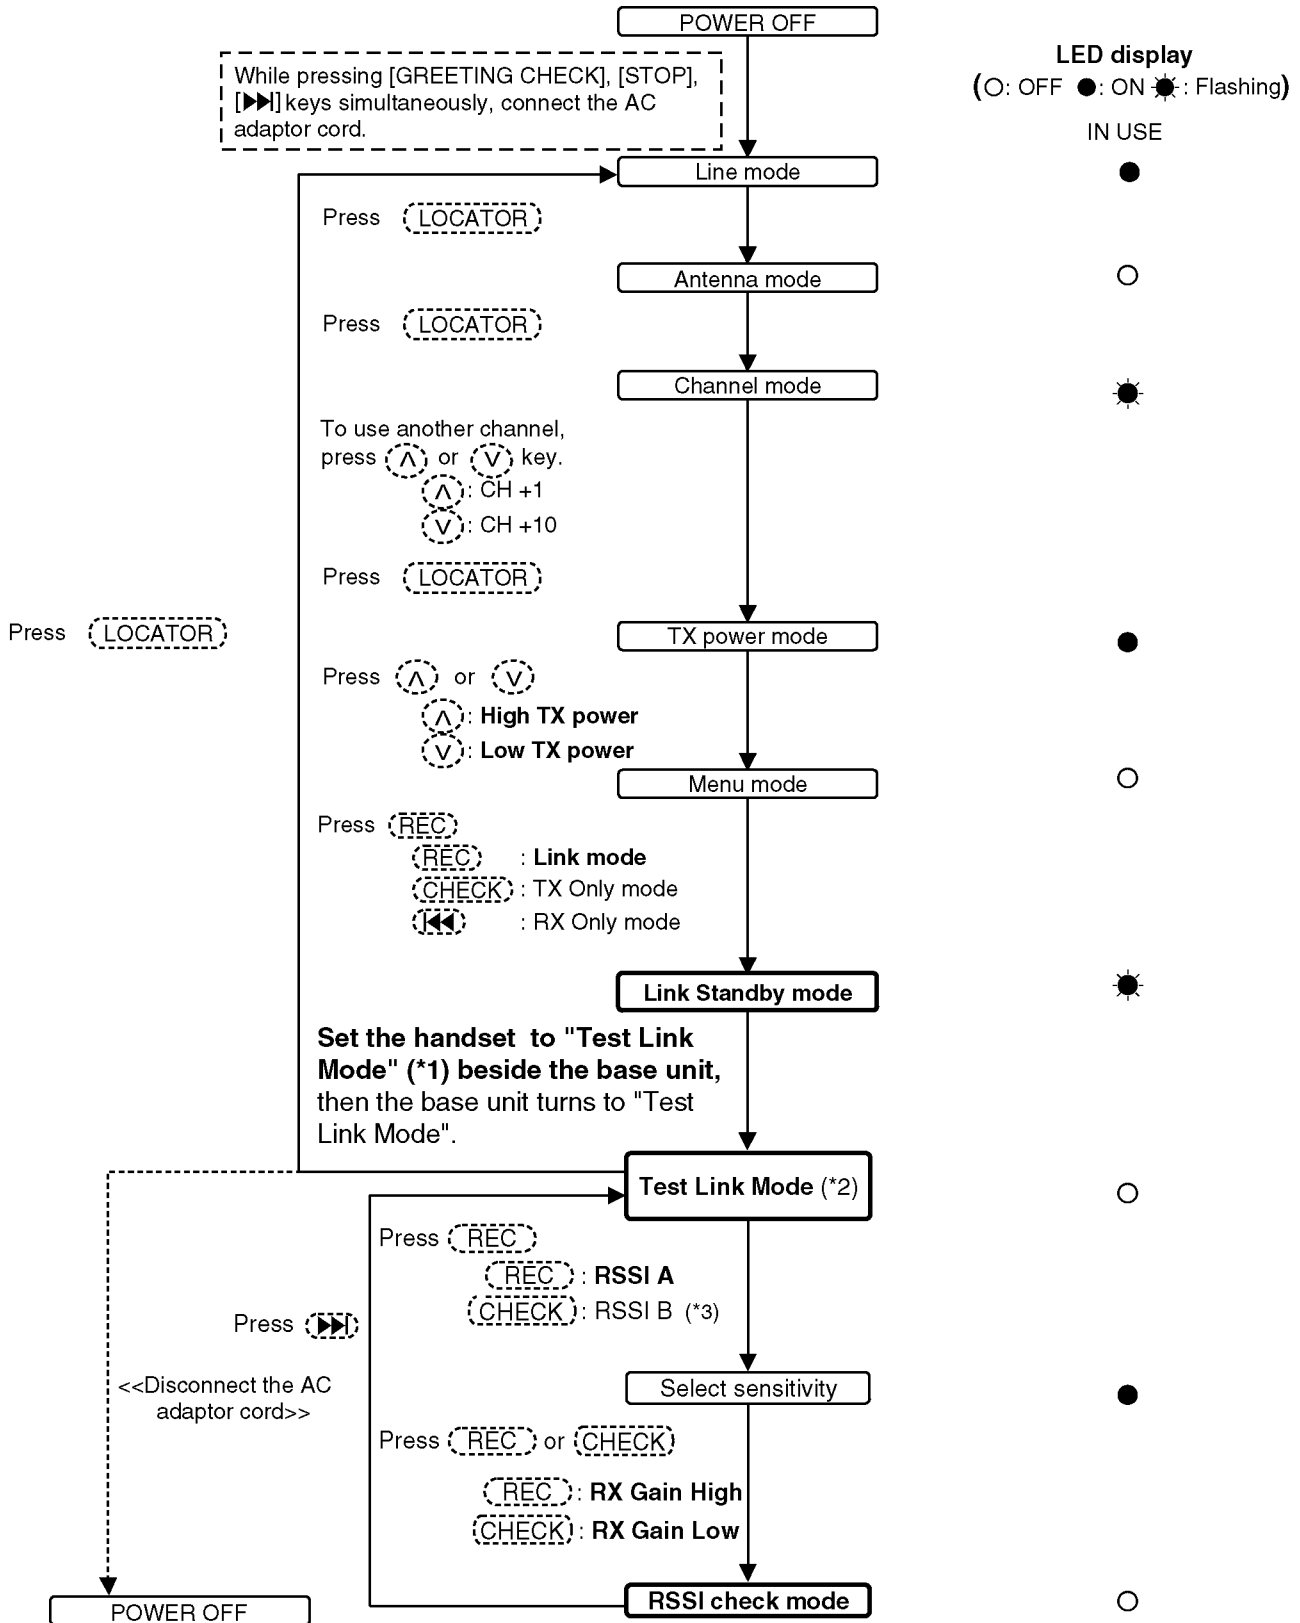 POWER OFF
While pressing [GREETING CHECK], [STOP],
[▶▶|] keys simultaneously, connect the AC
adaptor cord.
LED display
(○: OFF ●: ON ☀: Flashing)
IN USE
Line mode
Press LOCATOR
Antenna mode
Press LOCATOR
Channel mode
To use another channel,
press Λ or V key.
Λ: CH +1
V: CH +10
Press LOCATOR
Press LOCATOR
TX power mode
Press Λ or V
Λ: High TX power
V: Low TX power
Menu mode
Press REC
REC : Link mode
CHECK : TX Only mode
|◀◀ : RX Only mode
Link Standby mode
Set the handset to "Test Link
Mode" (*1) beside the base unit,
then the base unit turns to "Test
Link Mode".
Test Link Mode (*2)
Press REC
REC : RSSI A
CHECK : RSSI B (*3)
Press ▶▶|
Select sensitivity
<<Disconnect the AC
adaptor cord>>
Press REC or CHECK
REC : RX Gain High
CHECK : RX Gain Low
RSSI check mode
POWER OFF